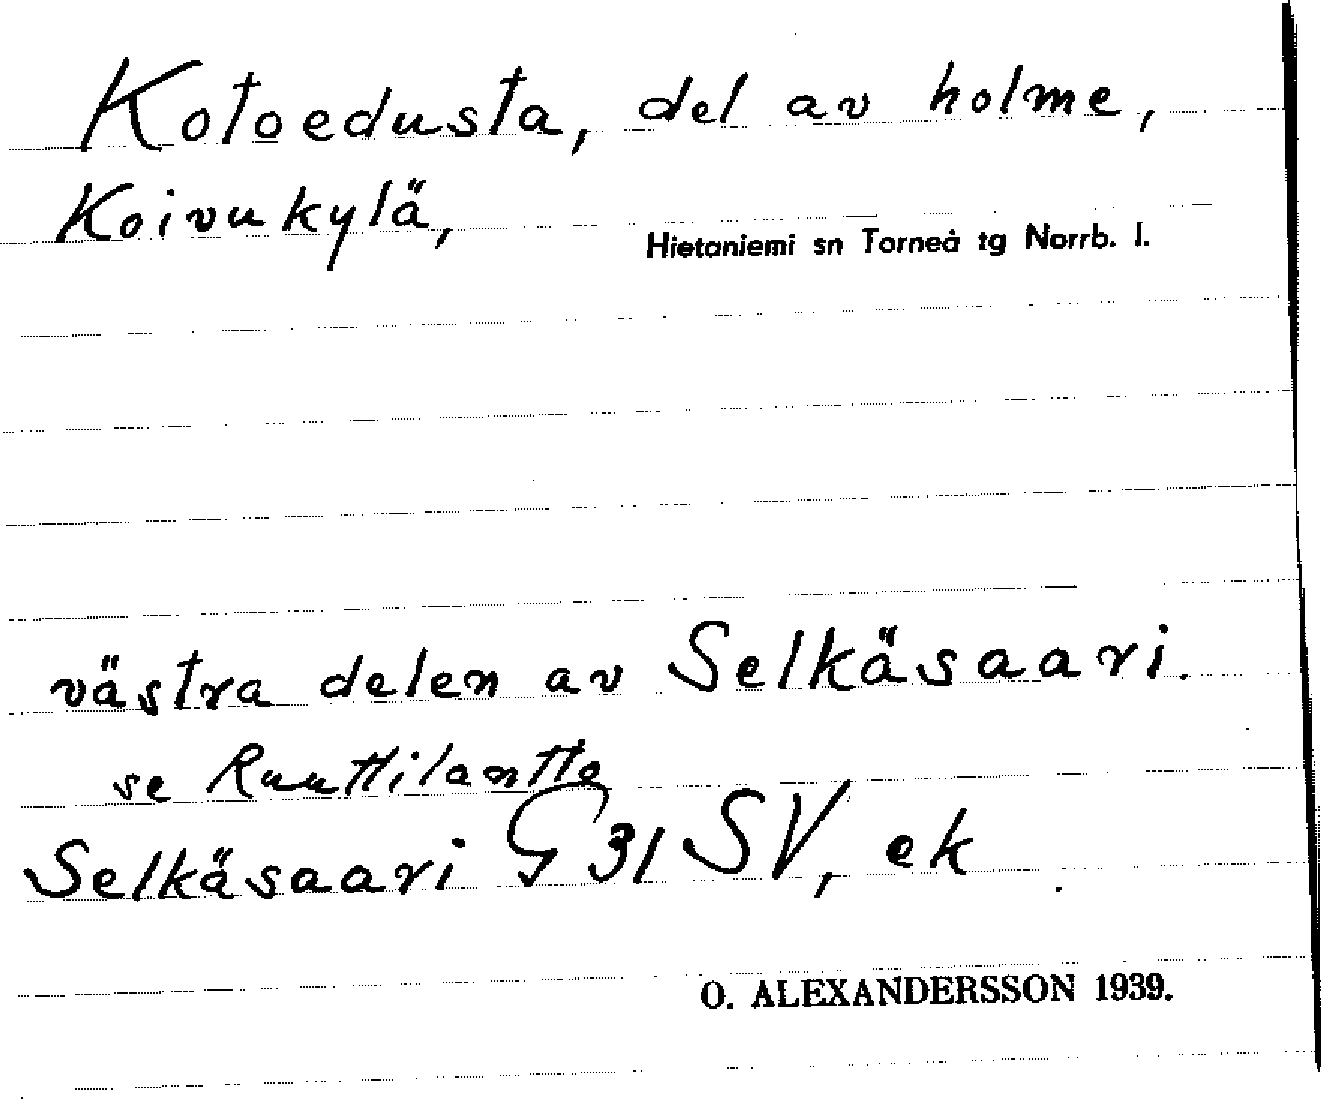 Kotoedusta, del av holme,
Koivukylä,
Hietaniemi sn Torneå tg Norrb. l.
västra delen av Selkäsaari.
se Ruuttilantto
Selkäsaari G 31 SV, ek
O. ALEXANDERSSON 1939.